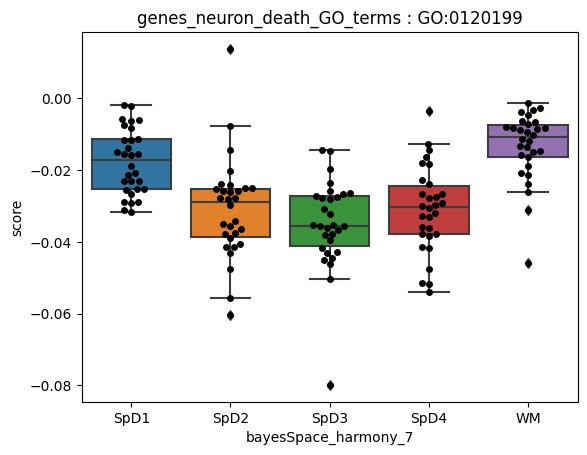 genes_neuron_death_GO_terms : GO:0120199
score
0.00
−0.02
−0.04
−0.06
−0.08
SpD1 SpD2 SpD3 SpD4 WM
bayesSpace_harmony_7